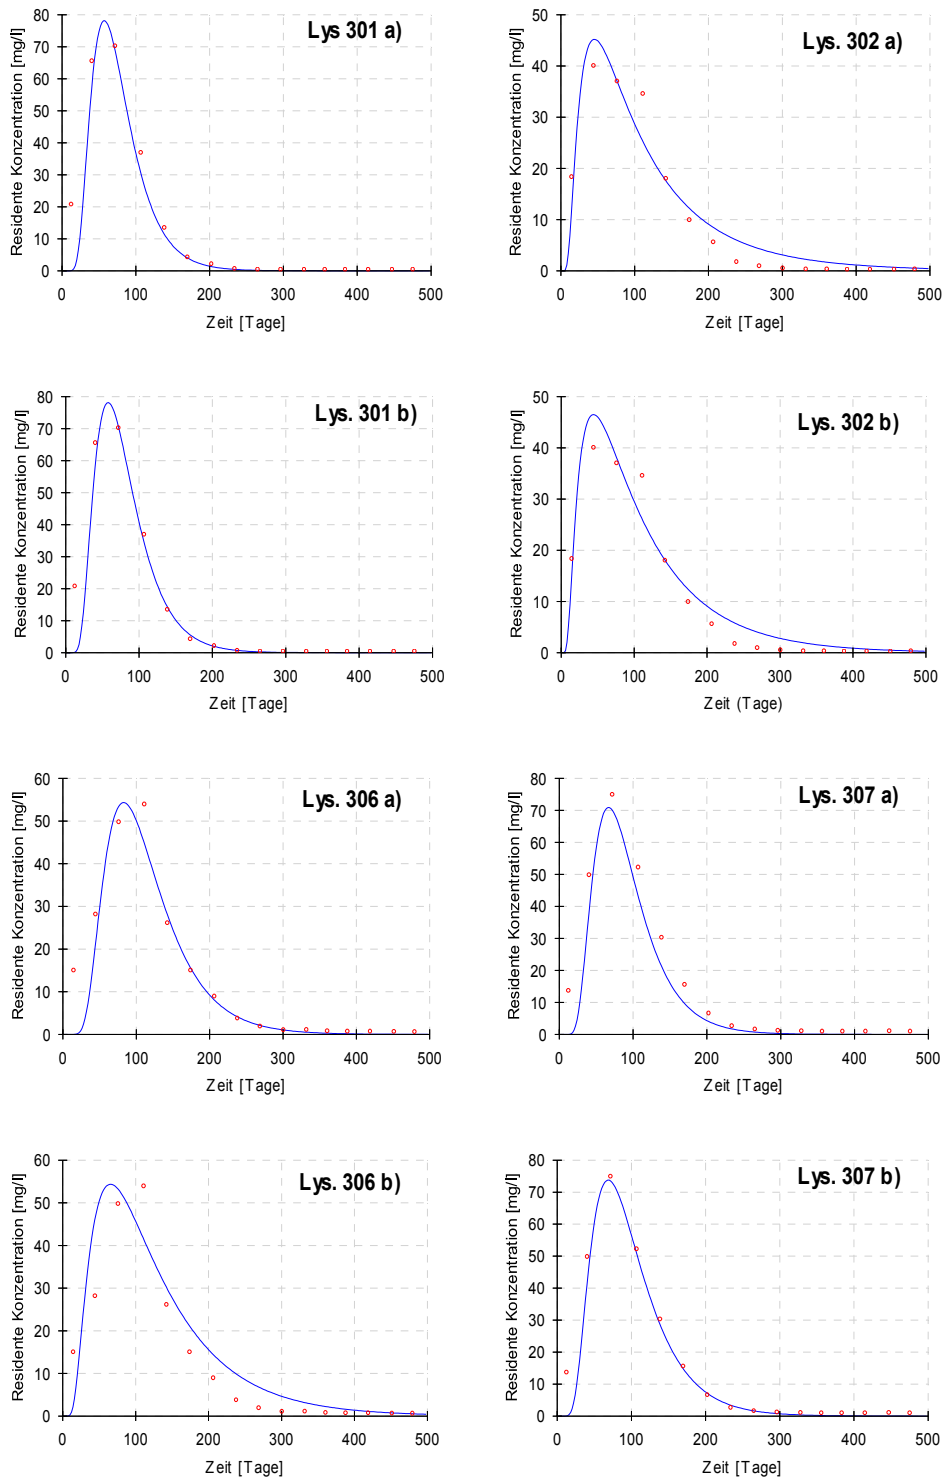 Lys 301 a)
Residente Konzentration [mg/l]
80
70
60
50
40
30
20
10
0
0 100 200 300 400 500
Zeit [Tage]
Lys. 302 a)
Residente Konzentration [mg/l]
50
40
30
20
10
0
0 100 200 300 400 500
Zeit [Tage]
Lys. 301 b)
Residente Konzentration [mg/l]
80
70
60
50
40
30
20
10
0
0 100 200 300 400 500
Zeit [Tage]
Lys. 302 b)
Residente Konzentration [mg/l]
50
40
30
20
10
0
0 100 200 300 400 500
Zeit (Tage)
Lys. 306 a)
Residente Konzentration [mg/l]
60
50
40
30
20
10
0
0 100 200 300 400 500
Zeit [Tage]
Lys. 307 a)
Residente Konzentration [mg/l]
80
70
60
50
40
30
20
10
0
0 100 200 300 400 500
Zeit [Tage]
Lys. 306 b)
Residente Konzentration [mg/l]
60
50
40
30
20
10
0
0 100 200 300 400 500
Zeit [Tage]
Lys. 307 b)
Residente Konzentration [mg/l]
80
70
60
50
40
30
20
10
0
0 100 200 300 400 500
Zeit [Tage]